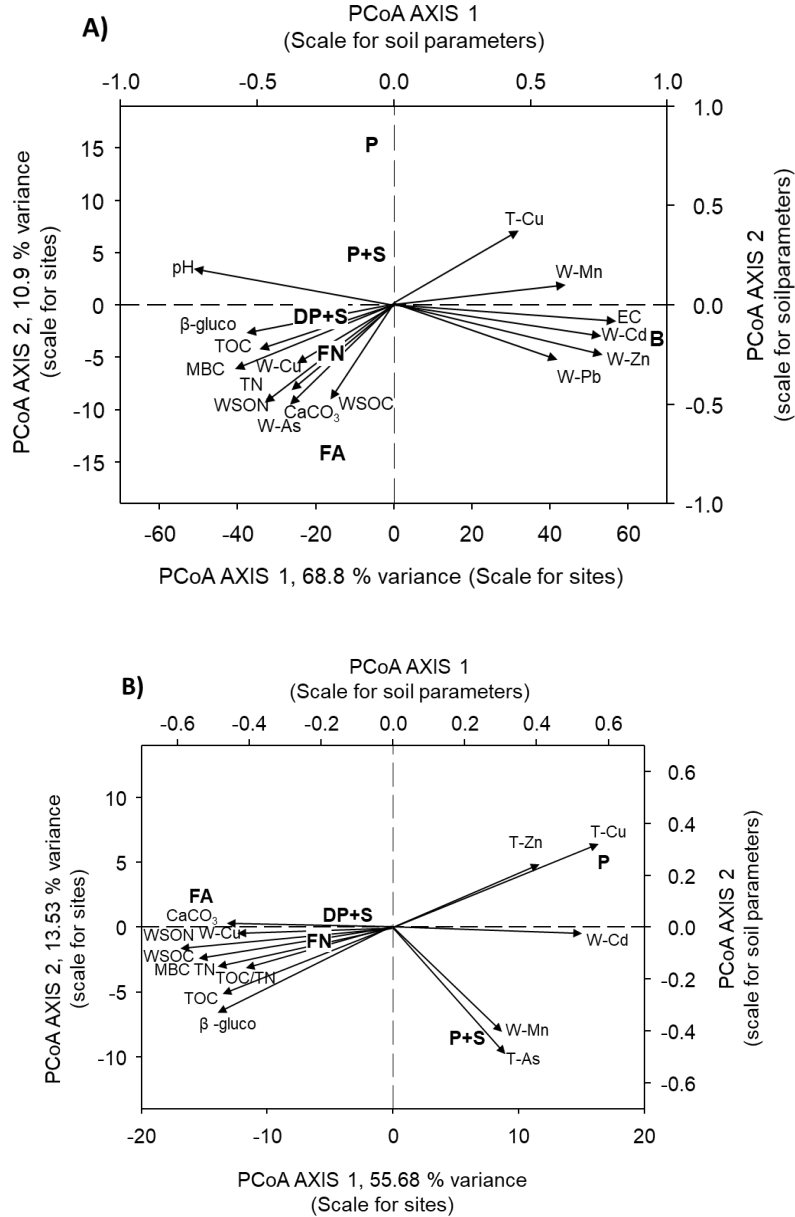 A)
PCoA AXIS 1
(Scale for soil parameters)
-1.0 -0.5 0.0 0.5 1.0
PCoA AXIS 2, 10.9 % variance
(scale for sites)
15
10
5
0
-5
-10
-15
1.0
0.5
0.0
-0.5
-1.0
PCoA AXIS 2
(scale for soilparameters)
P
T-Cu
P+S
pH
W-Mn
DP+S
EC
β-gluco
W-Cd
B
TOC
FN
W-Zn
MBC
W-Cu
W-Pb
TN
WSON
CaCO₃
WSOC
W-As
FA
-60 -40 -20 0 20 40 60
PCoA AXIS 1, 68.8 % variance (Scale for sites)
B)
PCoA AXIS 1
(Scale for soil parameters)
-0.6 -0.4 -0.2 0.0 0.2 0.4 0.6
PCoA AXIS 2, 13.53 % variance
(scale for sites)
10
5
0
-5
-10
0.6
0.4
0.2
0.0
-0.2
-0.4
-0.6
PCoA AXIS 2
(scale for soil parameters)
T-Zn
T-Cu
P
FA
CaCO₃
DP+S
WSON
W-Cu
FN
W-Cd
WSOC
MBC TN
TOC/TN
TOC
β -gluco
P+S
W-Mn
T-As
-20 -10 0 10 20
PCoA AXIS 1, 55.68 % variance
(Scale for sites)